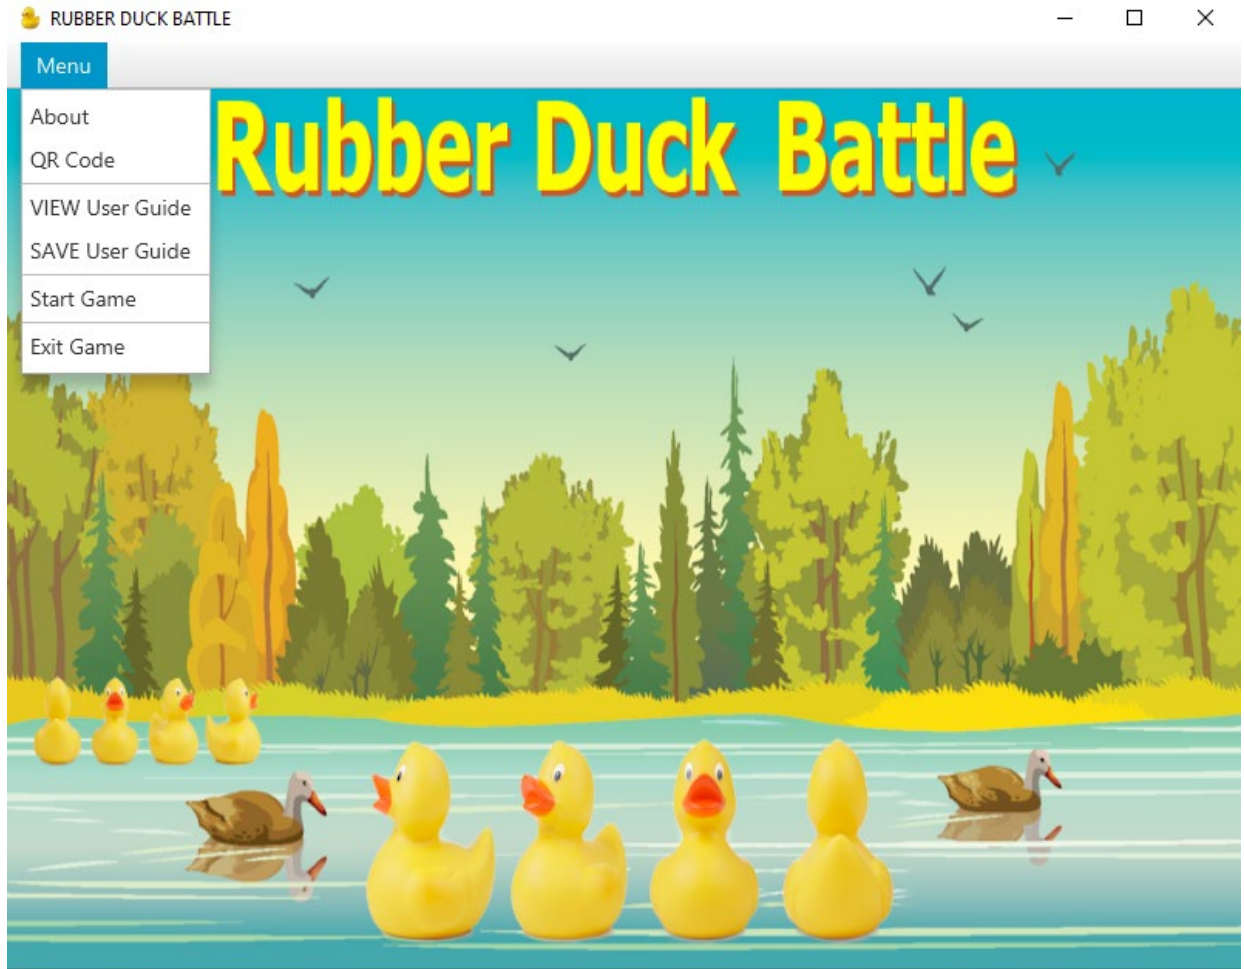 RUBBER DUCK BATTLE
Menu
About
QR Code
VIEW User Guide
SAVE User Guide
Start Game
Exit Game
Rubber Duck Battle